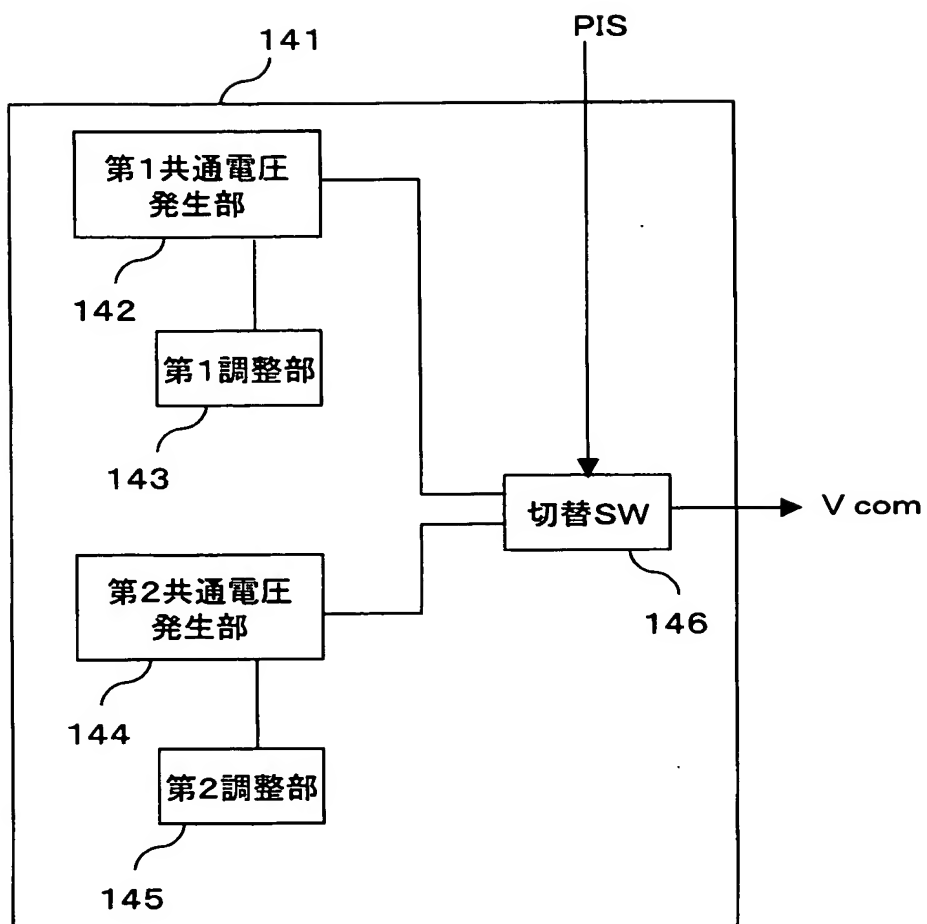 141
PIS
第1共通電圧
発生部
142
第1調整部
143
切替SW
V com
146
第2共通電圧
発生部
144
第2調整部
145